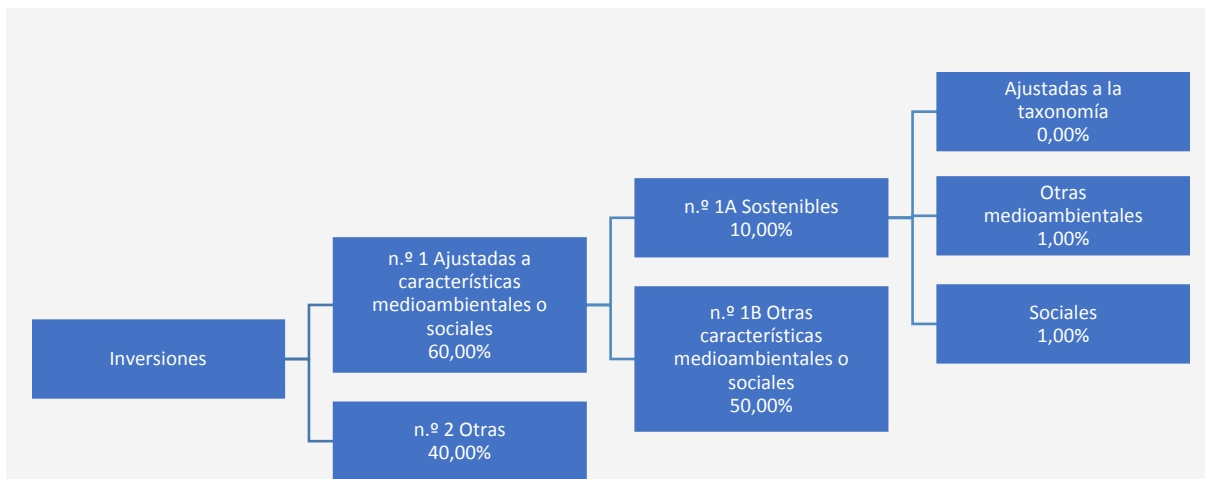 Inversiones
n.º 1 Ajustadas a
características
medioambientales o
sociales
60,00%
n.º 2 Otras
40,00%
n.º 1A Sostenibles
10,00%
n.º 1B Otras
características
medioambientales o
sociales
50,00%
Ajustadas a la
taxonomía
0,00%
Otras
medioambientales
1,00%
Sociales
1,00%